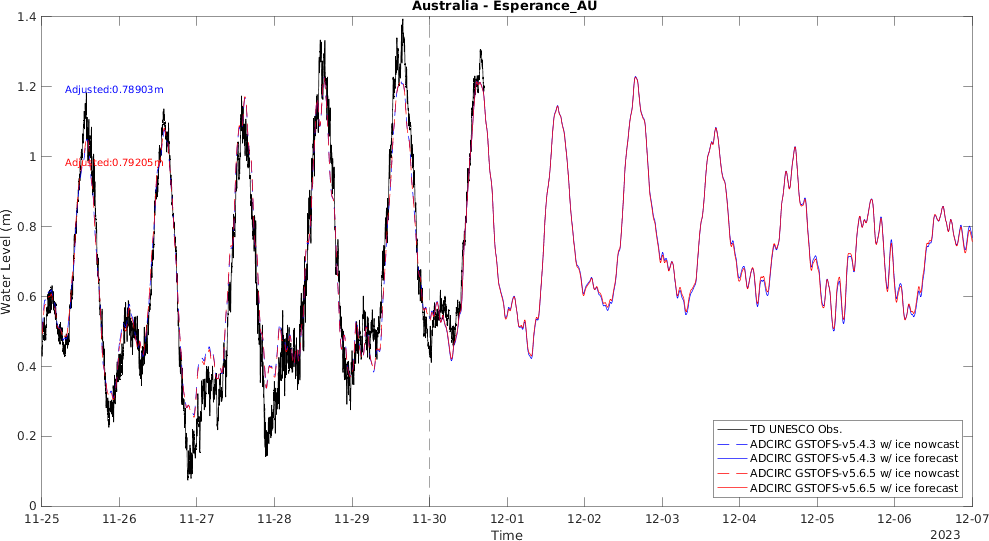 Australia - Esperance_AU
1.4
1.2
1
0.8
0.6
0.4
0.2
0
Water Level (m)
Adjusted:0.78903m
Adjusted:0.79205m
TD UNESCO Obs.
ADCIRC GSTOFS-v5.4.3 w/ ice nowcast
ADCIRC GSTOFS-v5.4.3 w/ ice forecast
ADCIRC GSTOFS-v5.6.5 w/ ice nowcast
ADCIRC GSTOFS-v5.6.5 w/ ice forecast
11-25 11-26 11-27 11-28 11-29 11-30 12-01 12-02 12-03 12-04 12-05 12-06 12-07
Time
2023